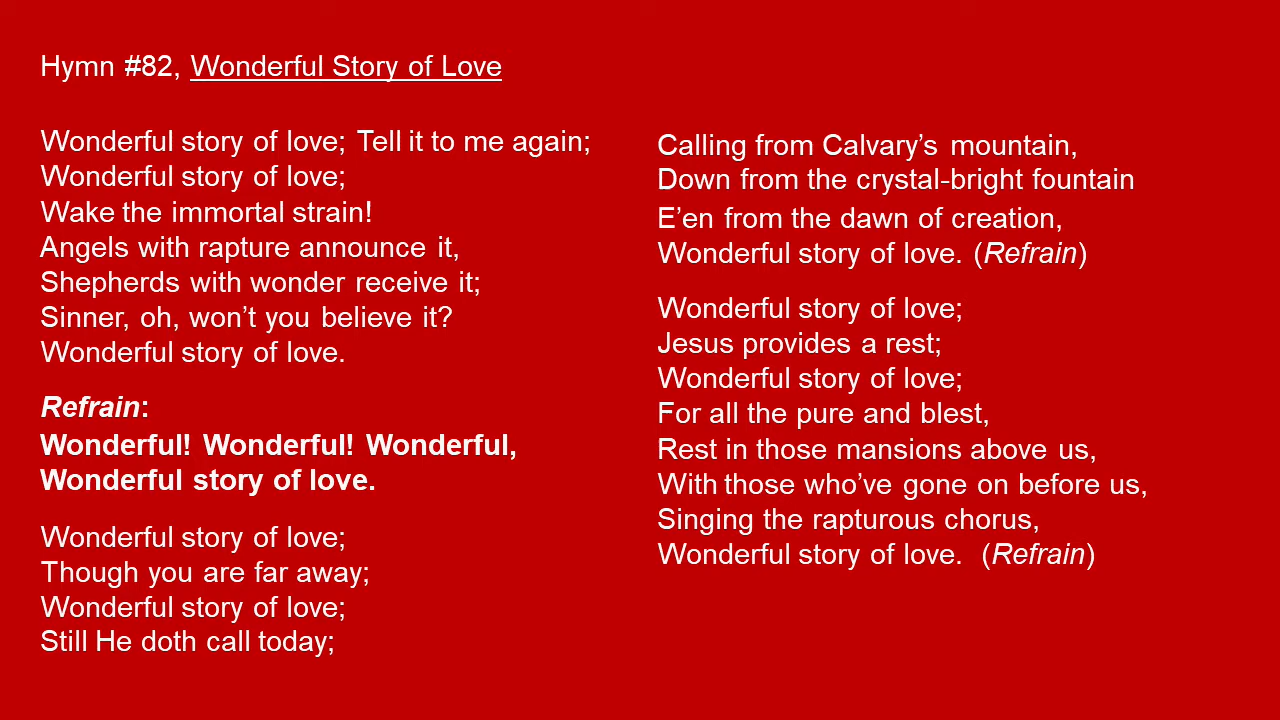 Hymn #82, Wonderful Story of Love
Wonderful story of love; Tell it to me again;
Wonderful story of love;
Wake the immortal strain!
Angels with rapture announce it,
Shepherds with wonder receive it;
Sinner, oh, won’t you believe it?
Wonderful story of love.
Refrain:
Wonderful! Wonderful! Wonderful,
Wonderful story of love.
Wonderful story of love;
Though you are far away;
Wonderful story of love;
Still He doth call today;
Calling from Calvary’s mountain,
Down from the crystal-bright fountain
E’en from the dawn of creation,
Wonderful story of love. (Refrain)
Wonderful story of love;
Jesus provides a rest;
Wonderful story of love;
For all the pure and blest,
Rest in those mansions above us,
With those who’ve gone on before us,
Singing the rapturous chorus,
Wonderful story of love. (Refrain)